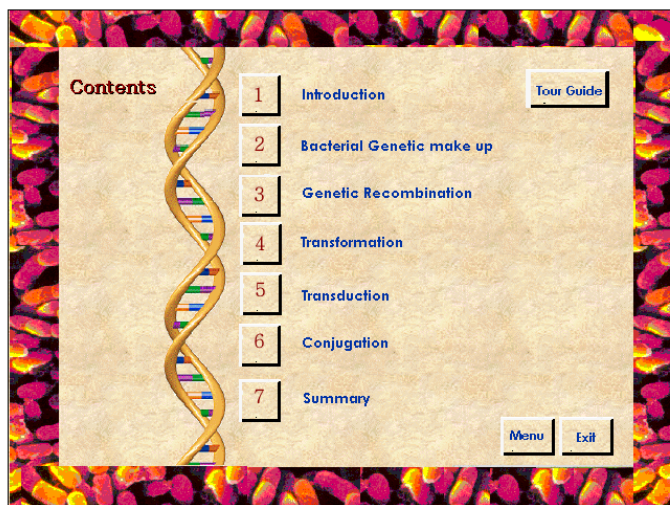 Contents
Tour Guide
1 Introduction
2 Bacterial Genetic make up
3 Genetic Recombination
4 Transformation
5 Transduction
6 Conjugation
7 Summary
Menu Exit